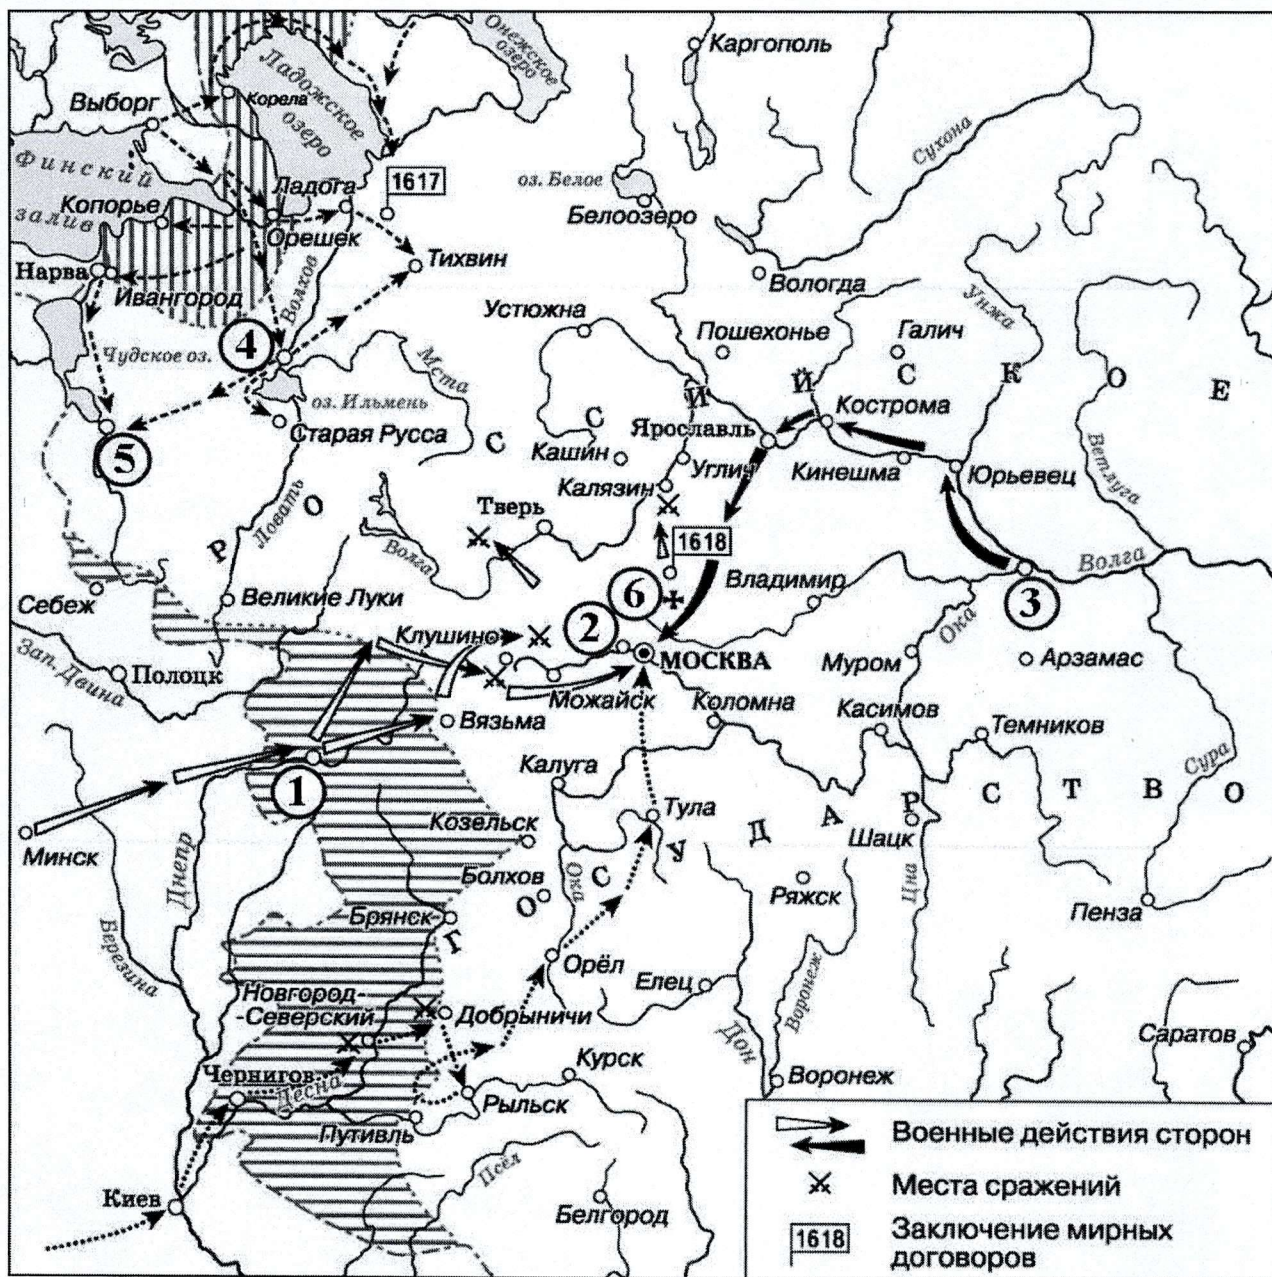 Каргополь
Онежское
озеро
Ладожское
озеро
Выборг
Корела
Финский
залив
1617
Сухона
оз. Белое
Белоозеро
Ладога
Копорье
Орешек
Нарва
Ивангород
Волхов
Тихвин
Вологда
Унжа
Устюжна
Пошехонье
Галич
4
Чудское оз.
Мста
оз. Ильмень
Старая Русса
5
Кострома
Ярославль
Кашин
Углич
Кинешма
Юрьевец
Ветлуга
Калязин
Тверь
Ловать
Волга
1618
Волга
Владимир
3
Себеж
Великие Луки
6
Клушино
2
МОСКВА
Ока
Муром
Арзамас
Зап. Двина
Полоцк
Можайск
Коломна
Касимов
Темников
Вязьма
Сура
1
Калуга
Минск
Днепр
Козельск
Тула
Шацк
Цна
Болхов
Ока
Ряжск
Пенза
Брянск
Березина
Орёл
Елец
Воронеж
Новгород-
-Северский
Добрыничи
Дон
Саратов
Чернигов
Десна
Курск
Воронеж
Рыльск
Путивль
Псёл
Киев
Белгород
РОССИЙСКОЕ
ГОСУДАРСТВО
Военные действия сторон
Места сражений
1618
Заключение мирных
договоров